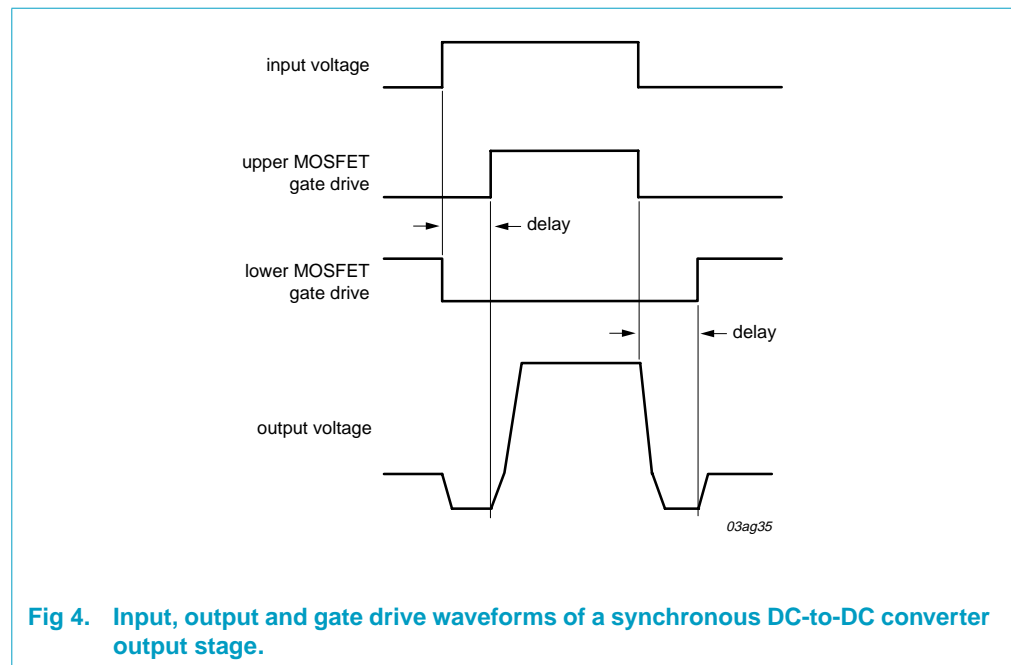 input voltage
upper MOSFET
gate drive
delay
lower MOSFET
gate drive
delay
output voltage
03ag35
Fig 4. Input, output and gate drive waveforms of a synchronous DC-to-DC converter
output stage.